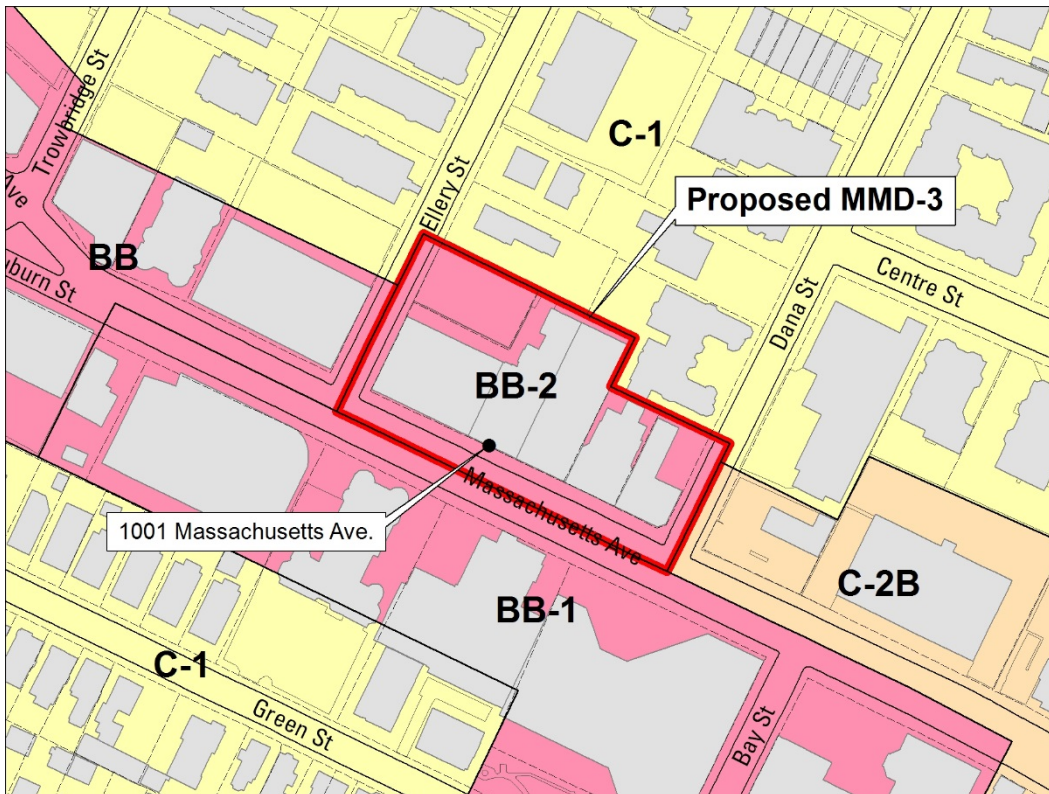 Trowbridge St
C-1
Ellery St
Proposed MMD-3
Ave
BB
Centre St
uburn St
Dana St
BB-2
Massachusetts Ave
1001 Massachusetts Ave.
C-2B
BB-1
C-1
Green St
Bay St